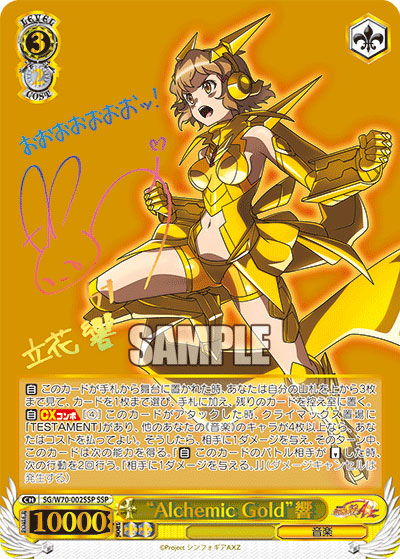 LEVEL
3
2
COST
おおおおおおおッ!
立花 響
SAMPLE
自 このカードが手札から舞台に置かれた時、あなたは自分の山札を上から3枚
まで見て、カードを1枚まで選び、手札に加え、残りのカードを控え室に置く。
自 CXコンボ [④] このカードがアタックした時、クライマックス置場に
「TESTAMENT」があり、他のあなたの《音楽》のキャラが4枚以上なら、あな
たはコストを払ってよい。そうしたら、相手に1ダメージを与え、そのターン中、
このカードは次の能力を得る。『自 このカードのバトル相手が した時、
次の行動を2回行う。「相手に1ダメージを与える。」』(ダメージキャンセルは
発生する)
CH SG/W70-002SSP SSP
10000
SOUL
"Alchemic Gold"響
音楽
©Project シンフォギアAXZ